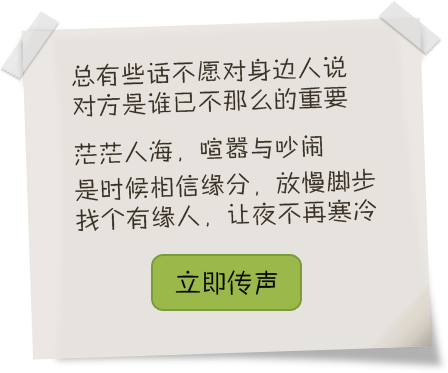 总有些话不愿对身边人说
对方是谁已不那么的重要
茫茫人海，喧嚣与吵闹
是时候相信缘分，放慢脚步
找个有缘人，让夜不再寒冷
立即传声